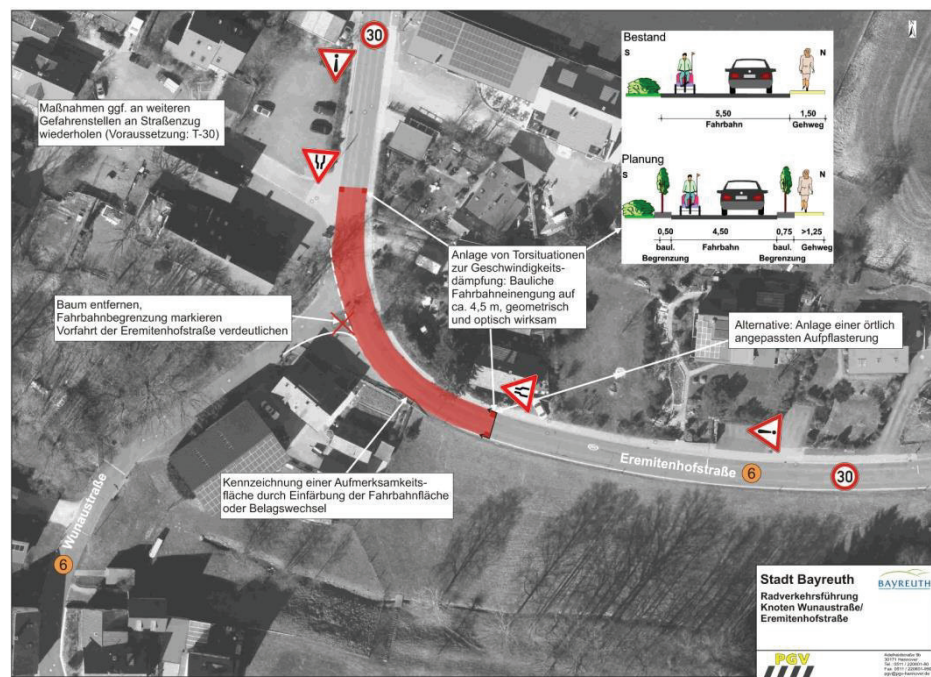 30
Maßnahmen ggf. an weiteren
Gefahrenstellen an Straßenzug
wiederholen (Voraussetzung: T-30)
Bestand
S
N
5,50
1,50
Fahrbahn
Gehweg
Planung
S
N
0,50
4,50
0,75
>1,25
baul.
Fahrbahn
baul.
Gehweg
Begrenzung
Begrenzung
Anlage von Torsituationen
zur Geschwindigkeits-
dämpfung: Bauliche
Fahrbahneinengung auf
ca. 4,5 m, geometrisch
und optisch wirksam
Baum entfernen,
Fahrbahnbegrenzung markieren
Vorfahrt der Eremitenhofstraße verdeutlichen
Alternative: Anlage einer örtlich
angepassten Aufpflasterung
Kennzeichnung einer Aufmerksamkeits-
fläche durch Einfärbung der Fahrbahnfläche
oder Belagswechsel
Eremitenhofstraße
6
30
Wunaustraße
6
Stadt Bayreuth
BAYREUTH
Radverkehrsführung
Knoten Wunaustraße/
Eremitenhofstraße
PGV
30171 Hannover